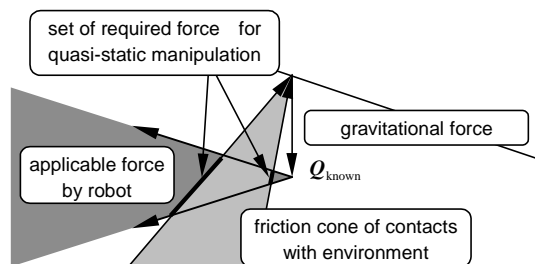 set of required force for
quasi-static manipulation
gravitational force
applicable force
by robot
Qknown
friction cone of contacts
with environment